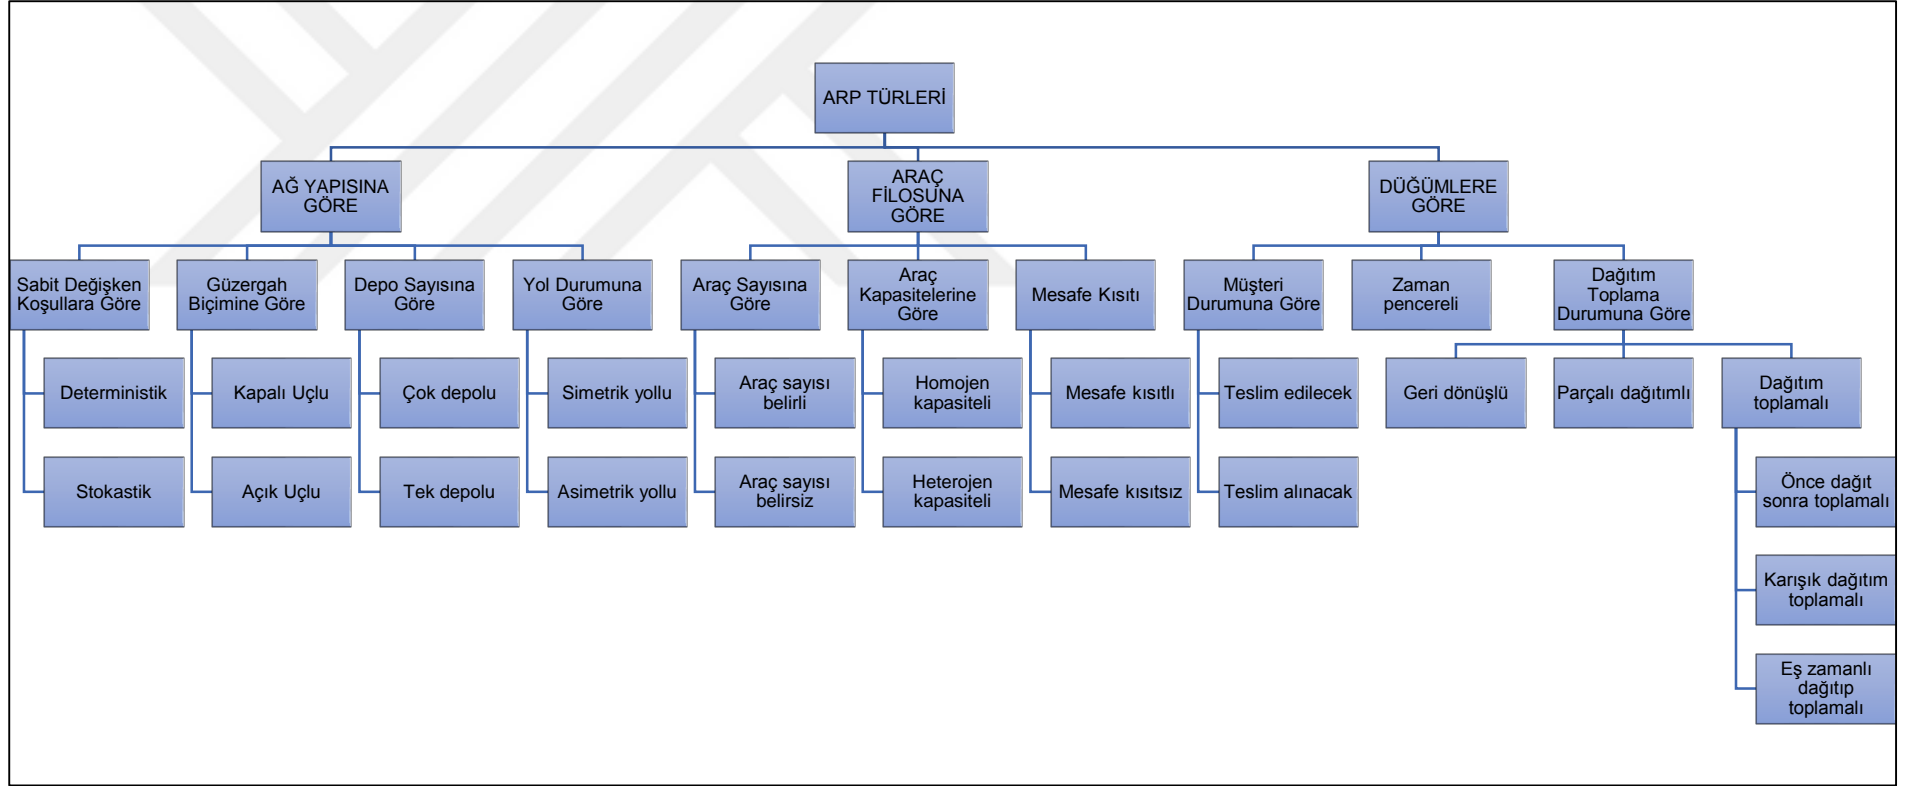 ARP TÜRLERİ
AĞ YAPISINA
GÖRE
ARAÇ
FİLOSUNA
GÖRE
DÜĞÜMLERE
GÖRE
Sabit Değişken
Koşullara Göre
Güzergah
Biçimine Göre
Depo Sayısına
Göre
Yol Durumuna
Göre
Araç Sayısına
Göre
Araç
Kapasitelerine
Göre
Mesafe Kısıtı
Müşteri
Durumuna Göre
Zaman
pencereli
Dağıtım
Toplama
Durumuna Göre
Deterministik
Kapalı Uçlu
Çok depolu
Simetrik yollu
Araç sayısı
belirli
Homojen
kapasiteli
Mesafe kısıtlı
Teslim edilecek
Geri dönüşlü
Parçalı dağıtımlı
Dağıtım
toplamalı
Stokastik
Açık Uçlu
Tek depolu
Asimetrik yollu
Araç sayısı
belirsiz
Heterojen
kapasiteli
Mesafe kısıtsız
Teslim alınacak
Önce dağıt
sonra toplamalı
Karışık dağıtım
toplamalı
Eş zamanlı
dağıtıp
toplamalı